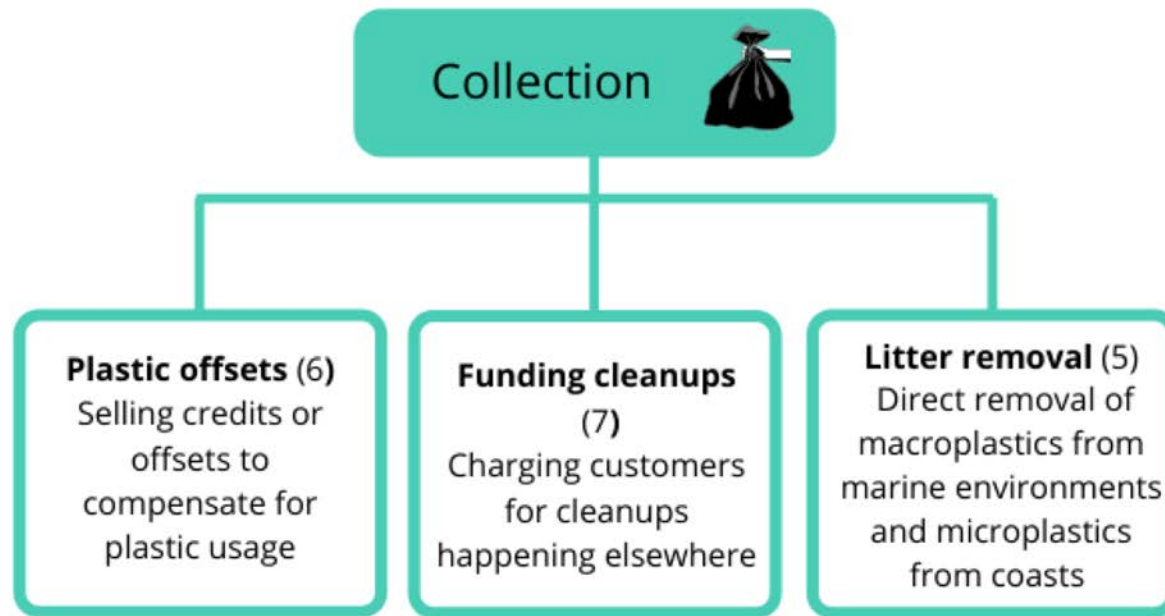 Collection
Plastic offsets (6)
Selling credits or
offsets to
compensate for
plastic usage
Funding cleanups
(7)
Charging customers
for cleanups
happening elsewhere
Litter removal (5)
Direct removal of
macroplastics from
marine environments
and microplastics
from coasts